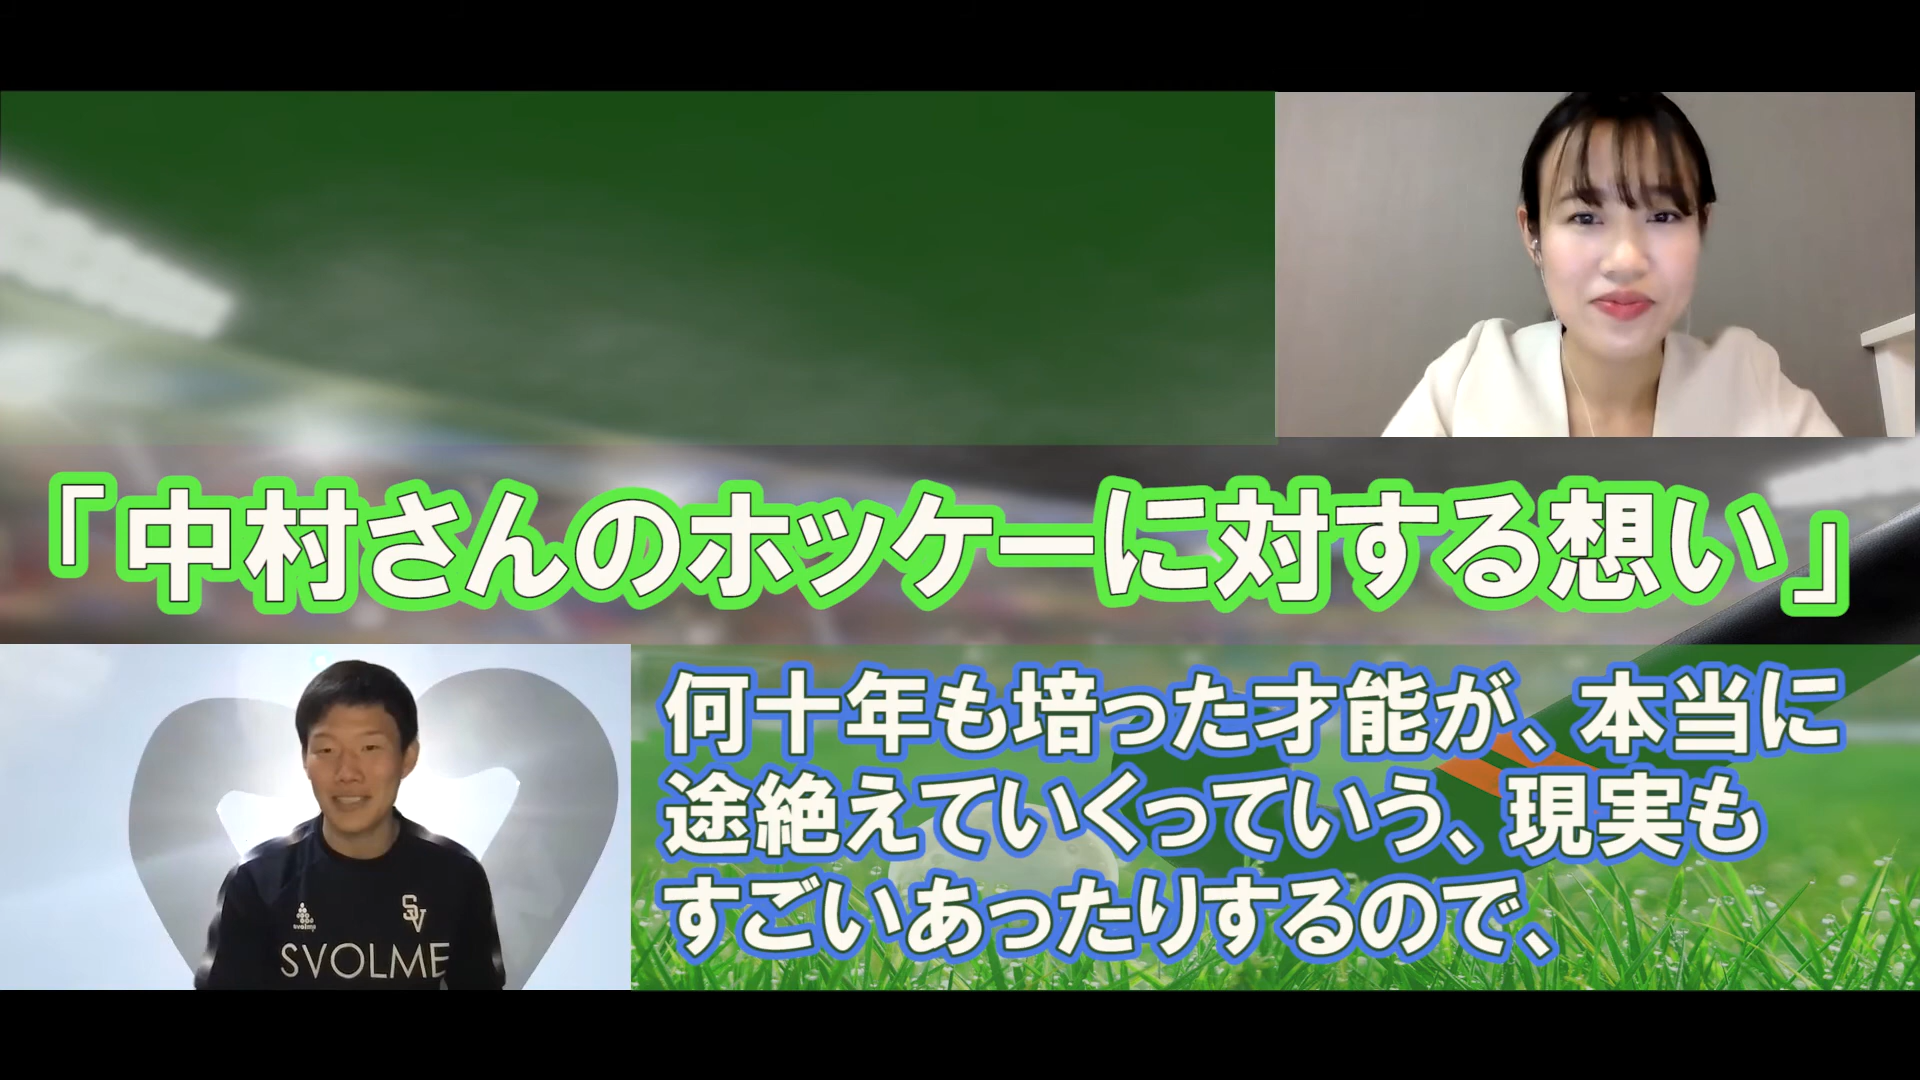 「中村さんのホッケーに対する想い」
何十年も培った才能が、本当に
途絶えていくっていう、現実も
すごいあったりするので、
SV
svolme
SVOLME